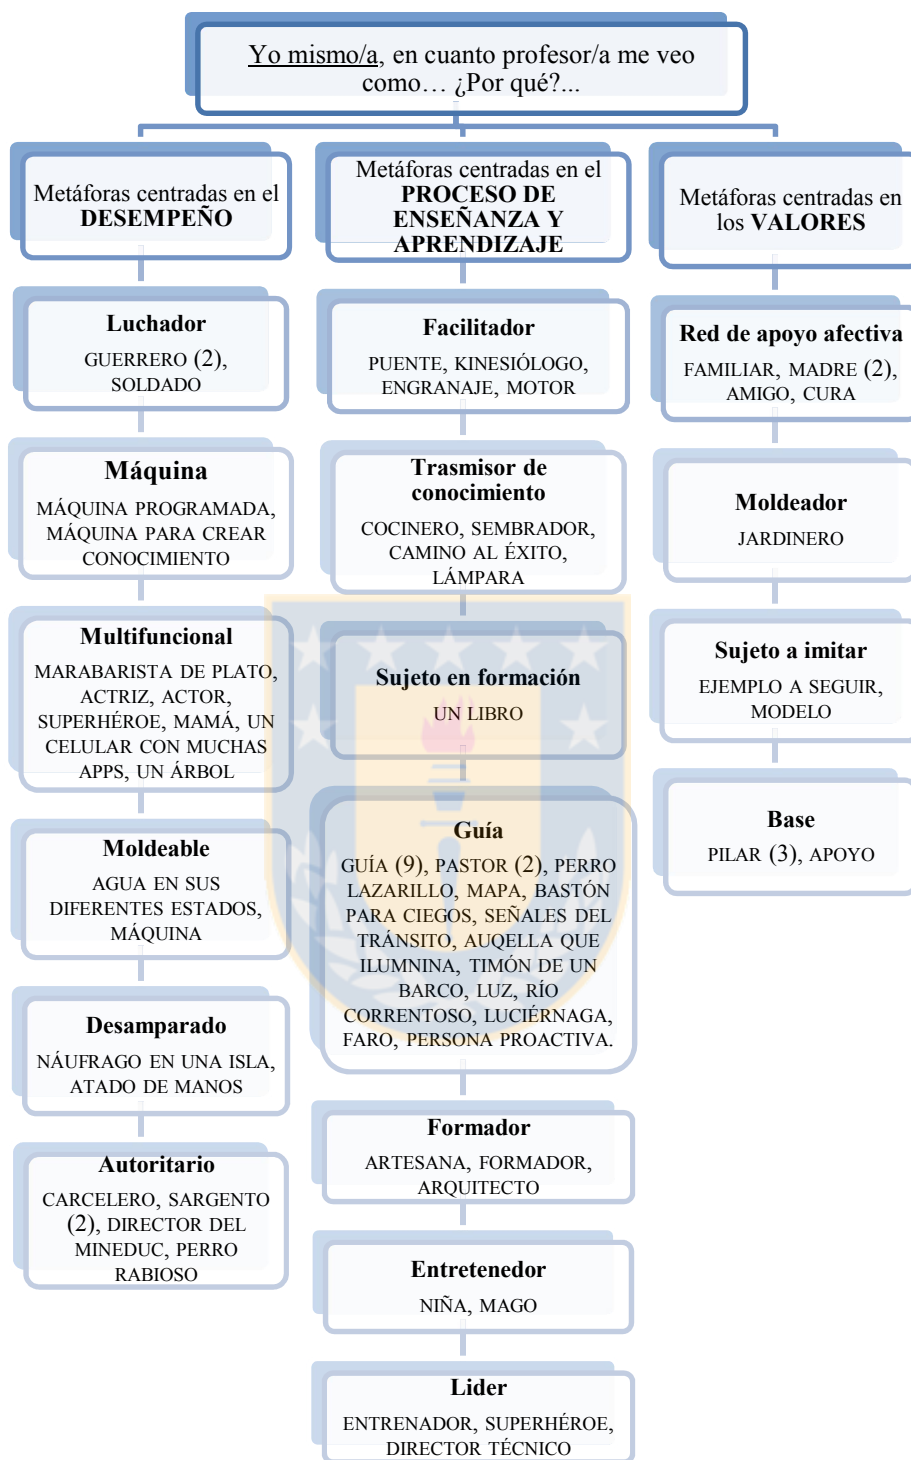 Yo mismo/a, en cuanto profesor/a me veo
como… ¿Por qué?...
Metáforas centradas en el
DESEMPEÑO
Luchador
GUERRERO (2),
SOLDADO
Máquina
MÁQUINA PROGRAMADA,
MÁQUINA PARA CREAR
CONOCIMIENTO
Multifuncional
MARABARISTA DE PLATO,
ACTRIZ, ACTOR,
SUPERHÉROE, MAMÁ, UN
CELULAR CON MUCHAS
APPS, UN ÁRBOL
Moldeable
AGUA EN SUS
DIFERENTES ESTADOS,
MÁQUINA
Desamparado
NÁUFRAGO EN UNA ISLA,
ATADO DE MANOS
Autoritario
CARCELERO, SARGENTO
(2), DIRECTOR DEL
MINEDUC, PERRO
RABIOSO
Metáforas centradas en el
PROCESO DE
ENSEÑANZA Y
APRENDIZAJE
Facilitador
PUENTE, KINESIÓLOGO,
ENGRANAJE, MOTOR
Trasmisor de
conocimiento
COCINERO, SEMBRADOR,
CAMINO AL ÉXITO,
LÁMPARA
Sujeto en formación
UN LIBRO
Guía
GUÍA (9), PASTOR (2), PERRO
LAZARILLO, MAPA, BASTÓN
PARA CIEGOS, SEÑALES DEL
TRÁNSITO, AUQELLA QUE
ILUMNINA, TIMÓN DE UN
BARCO, LUZ, RÍO
CORRENTOSO, LUCIÉRNAGA,
FARO, PERSONA PROACTIVA.
Formador
ARTESANA, FORMADOR,
ARQUITECTO
Entretenedor
NIÑA, MAGO
Lider
ENTRENADOR, SUPERHÉROE,
DIRECTOR TÉCNICO
Metáforas centradas en
los VALORES
Red de apoyo afectiva
FAMILIAR, MADRE (2),
AMIGO, CURA
Moldeador
JARDINERO
Sujeto a imitar
EJEMPLO A SEGUIR,
MODELO
Base
PILAR (3), APOYO